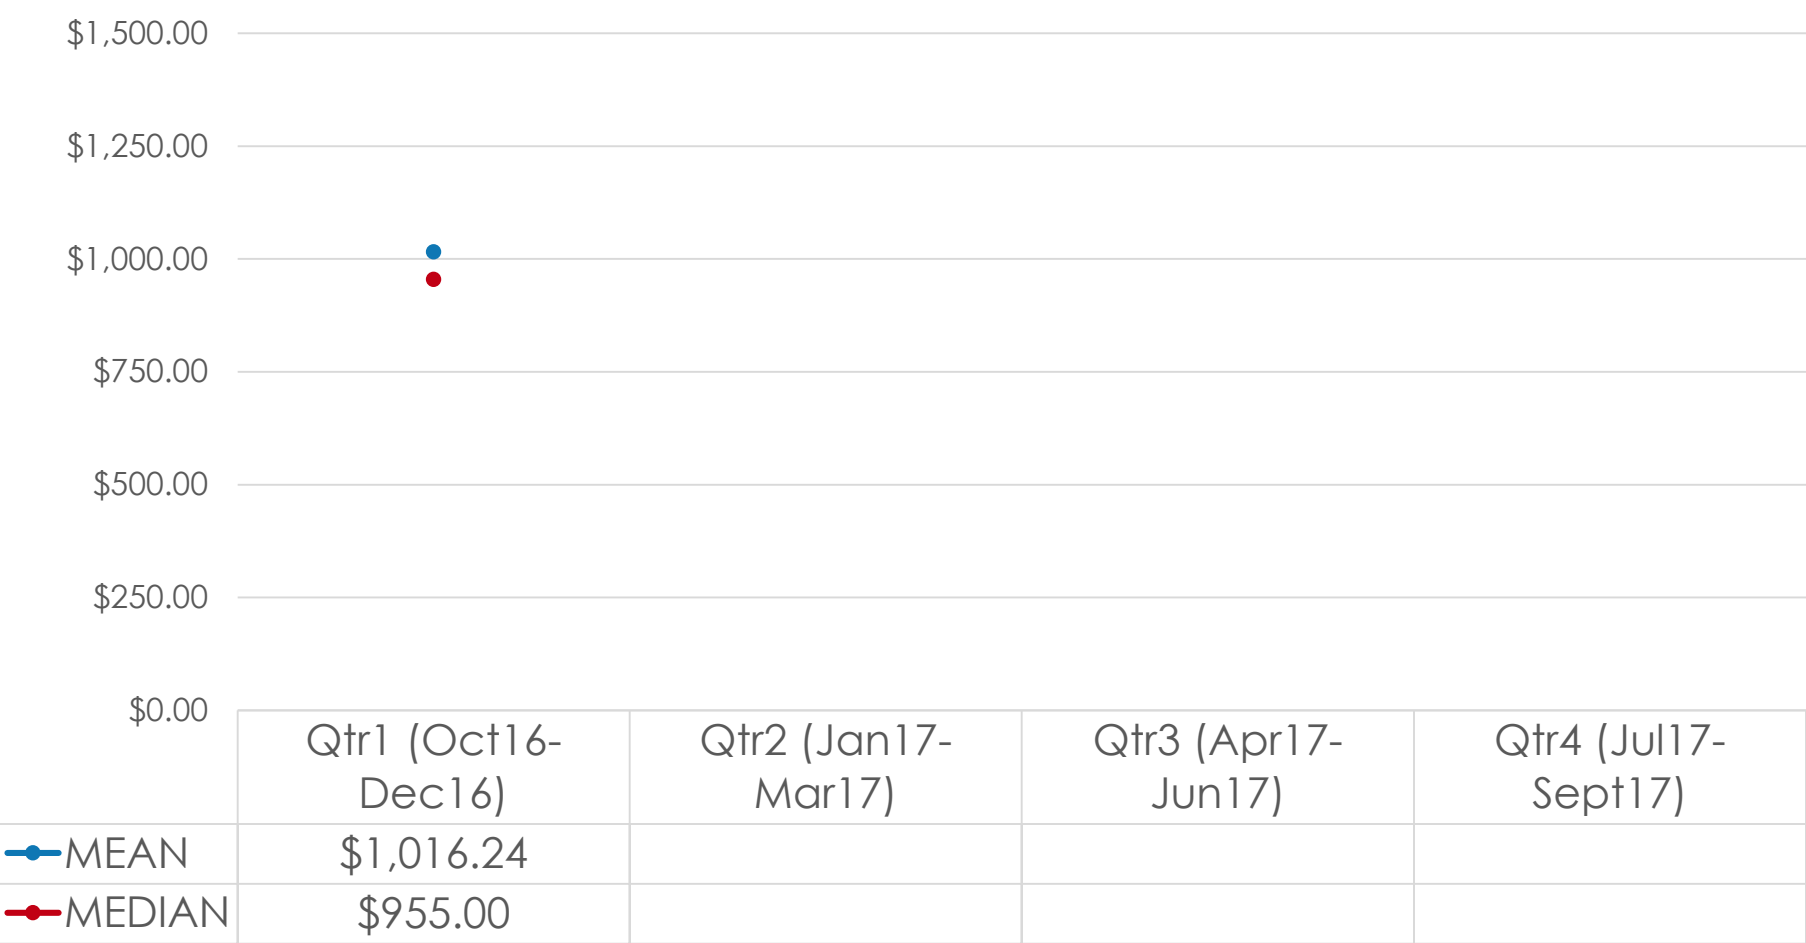 $1,500.00
$1,250.00
$1,000.00
$750.00
$500.00
$250.00
$0.00
Qtr1 (Oct16-
Dec16)
Qtr2 (Jan17-
Mar17)
Qtr3 (Apr17-
Jun17)
Qtr4 (Jul17-
Sept17)
MEAN $1,016.24
MEDIAN $955.00